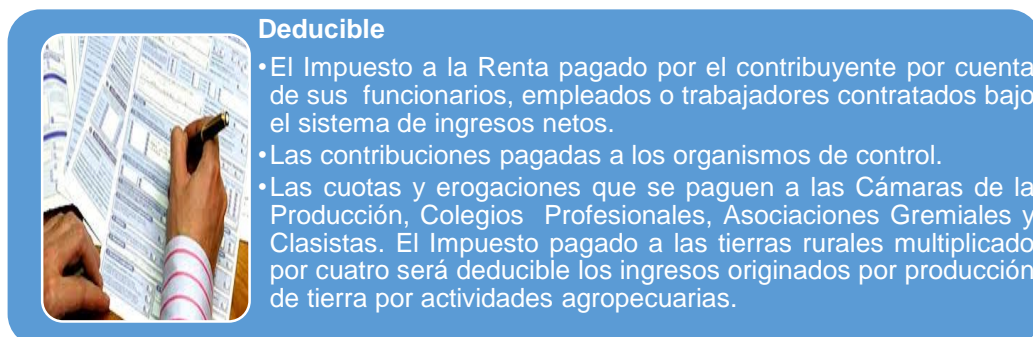 Deducible
•El Impuesto a la Renta pagado por el contribuyente por cuenta
de sus funcionarios, empleados o trabajadores contratados bajo
el sistema de ingresos netos.
•Las contribuciones pagadas a los organismos de control.
•Las cuotas y erogaciones que se paguen a las Cámaras de la
Producción, Colegios Profesionales, Asociaciones Gremiales y
Clasistas. El Impuesto pagado a las tierras rurales multiplicado
por cuatro será deducible los ingresos originados por producción
de tierra por actividades agropecuarias.